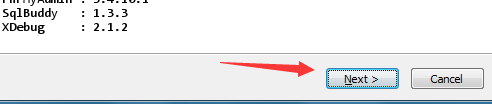 SqlBuddy : 1.3.3
XDebug : 2.1.2
Next >
Cancel